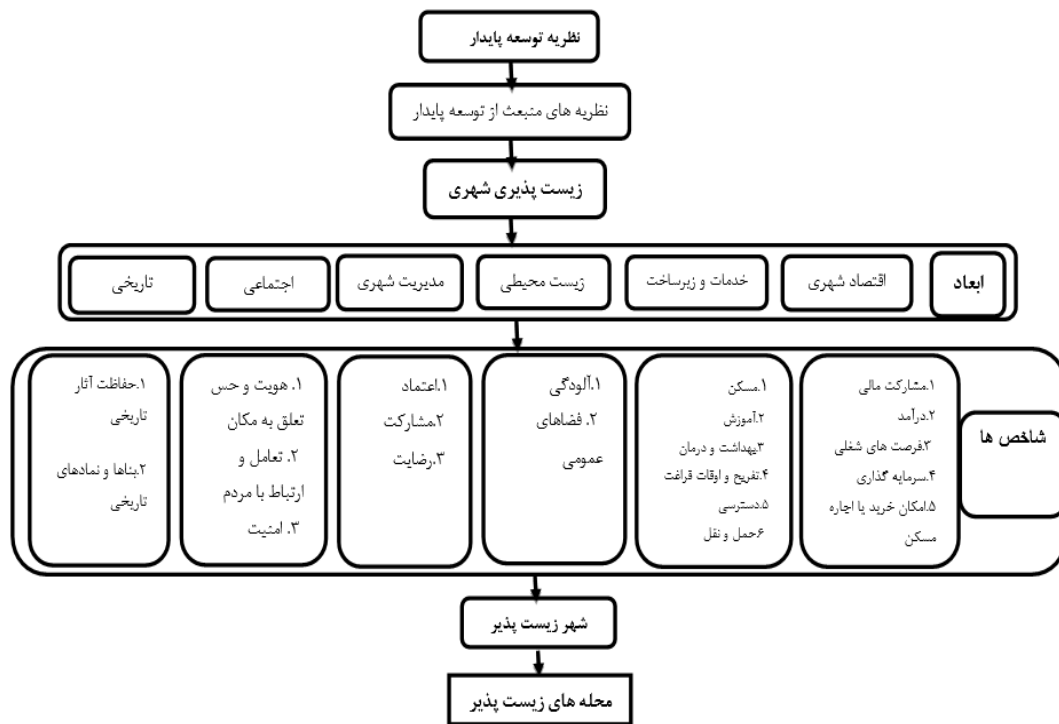 نظریه توسعه پایدار
نظریه های منبعث از توسعه پایدار
زیست پذیری شهری
ابعاد
اقتصاد شهری
خدمات و زیرساخت
زیست محیطی
مدیریت شهری
اجتماعی
تاریخی
شاخص ها
۱.مشارکت مالی
۲.درآمد
۳.فرصت های شغلی
۴.سرمایه گذاری
۵.امکان خرید یا اجاره
مسکن
۱.مسکن
۲.آموزش
۳.بهداشت و درمان
۴.تفریح و اوقات فراغت
۵.دسترسی
۶.حمل و نقل
۱.آلودگی
۲. فضاهای
عمومی
۱.اعتماد
۲.مشارکت
۳.رضایت
۱. هویت و حس
تعلق به مکان
۲. تعامل و
ارتباط با مردم
۳. امنیت
۱.حفاظت آثار
تاریخی
۲.بناها و نمادهای
تاریخی
شهر زیست پذیر
محله های زیست پذیر